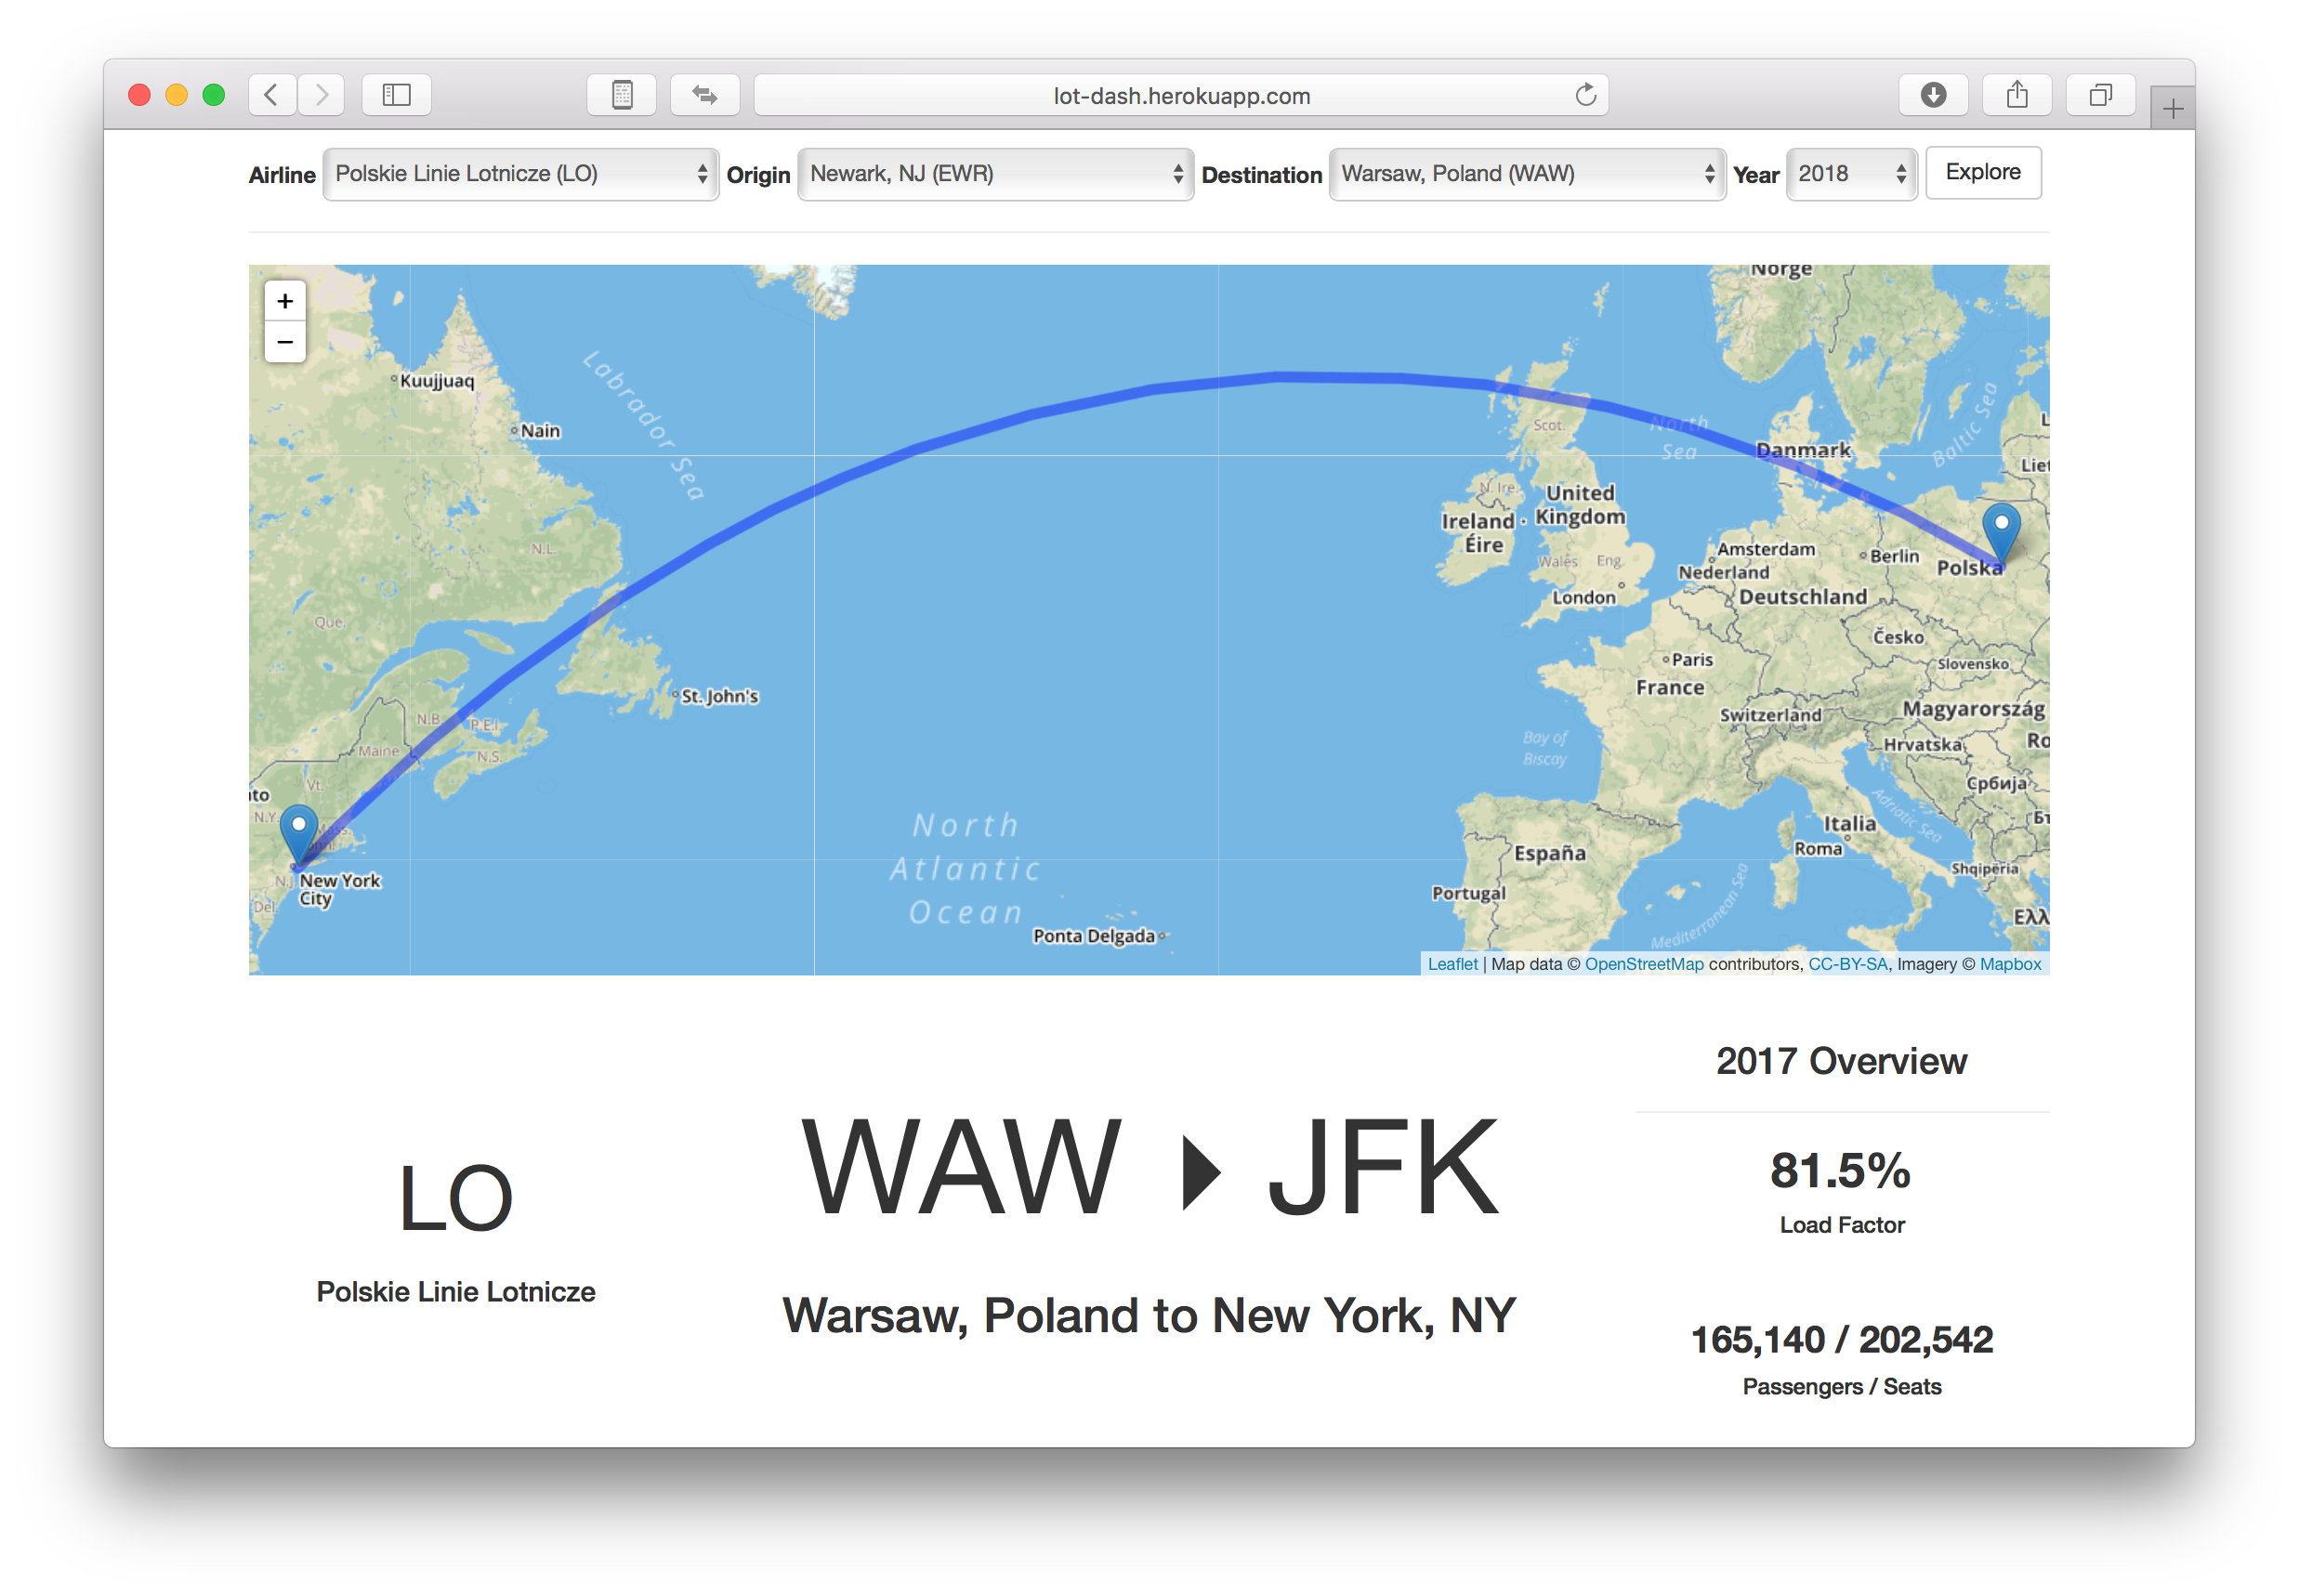 lot-dash.herokuapp.com
Airline Polskie Linie Lotnicze (LO) Origin Newark, NJ (EWR) Destination Warsaw, Poland (WAW) Year 2018 Explore
+
−
Norge
Kuujjuaq
Labrador Sea
Nain
Scot.
North
Sea
Danmark
Baltic Sea
Liet
N. Ire.
United
Kingdom
Ireland
Éire
N.L.
Wales Eng.
Amsterdam
Nederland
Berlin
Polska
London
Deutschland
Que.
Česko
Paris
Slovensko
France
St. John's
Switzerland
Magyarország
N.B.
P.E.I.
Maine
N.S.
Bay of
Biscay
Hrvatska
Ro
Vt.
Србија
to
N.Y.
Mass.
Adriatic Sea
Italia
Roma
North
Atlantic
Ocean
España
Shqipëria
N.J.
New York
City
Del.
Portugal
Mediterranean Sea
Ελλ
Ponta Delgada
Leaflet | Map data © OpenStreetMap contributors, CC-BY-SA, Imagery © Mapbox
LO
Polskie Linie Lotnicze
WAW JFK
Warsaw, Poland to New York, NY
2017 Overview
81.5%
Load Factor
165,140 / 202,542
Passengers / Seats